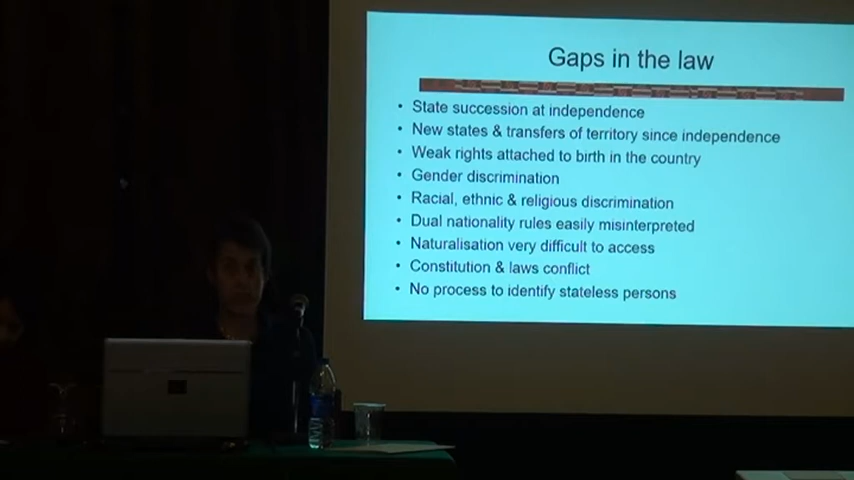 Gaps in the law
• State succession at independence
• New states & transfers of territory since independence
• Weak rights attached to birth in the country
• Gender discrimination
• Racial, ethnic & religious discrimination
• Dual nationality rules easily misinterpreted
• Naturalisation very difficult to access
• Constitution & laws conflict
• No process to identify stateless persons